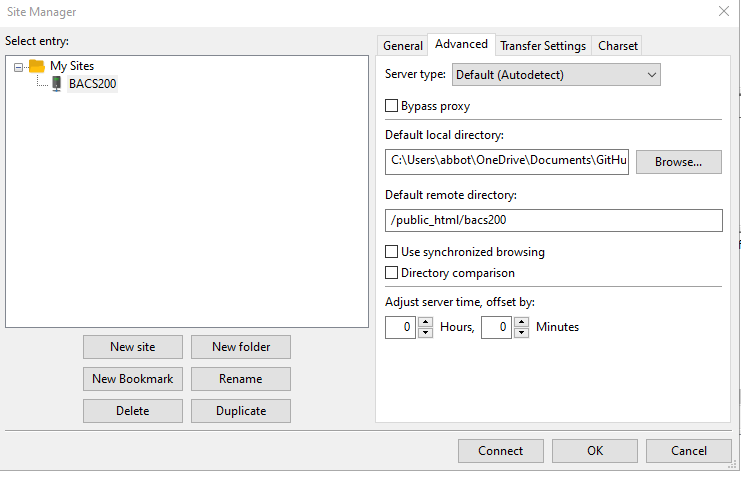 Site Manager
Select entry:
My Sites
BACS200
New site
New folder
New Bookmark
Rename
Delete
Duplicate
General
Advanced
Transfer Settings
Charset
Server type:
Default (Autodetect)
Bypass proxy
Default local directory:
C:\Users\abbot\OneDrive\Documents\GitHu
Browse...
Default remote directory:
/public_html/bacs200
Use synchronized browsing
Directory comparison
Adjust server time, offset by:
0 Hours, 0 Minutes
Connect
OK
Cancel